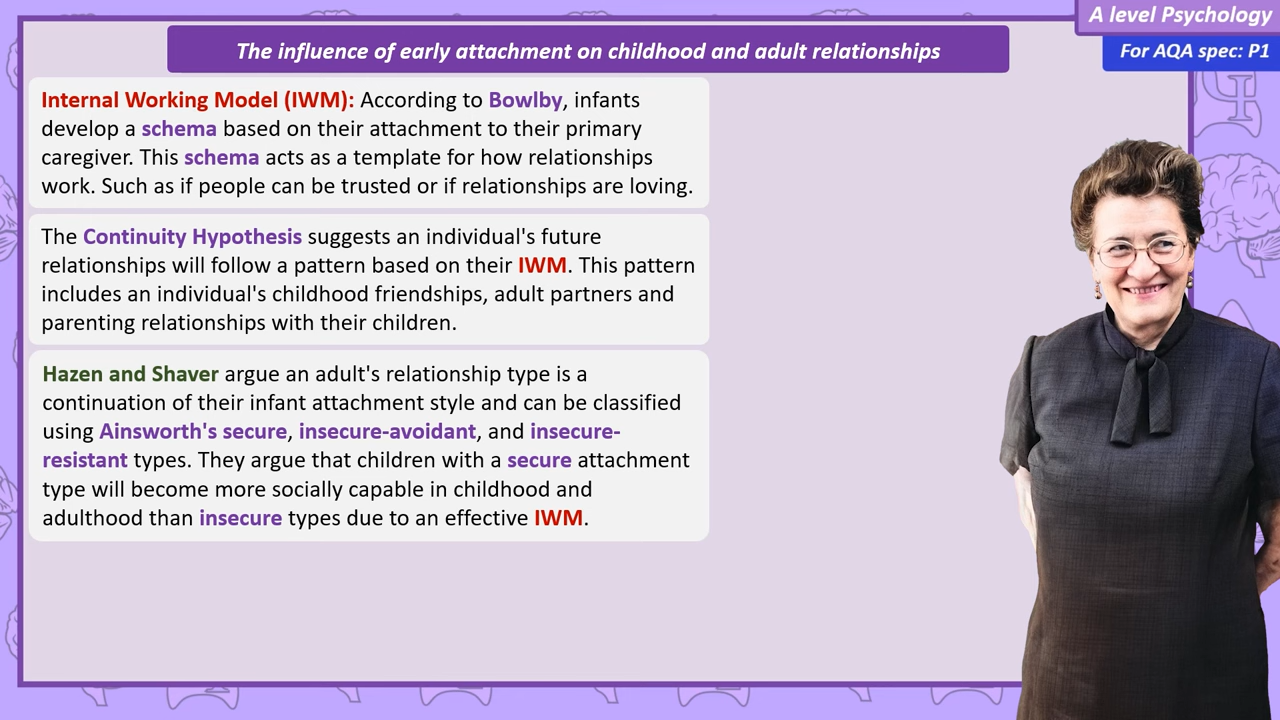 A level Psychology
For AQA spec: P1
The influence of early attachment on childhood and adult relationships
Internal Working Model (IWM): According to Bowlby, infants
develop a schema based on their attachment to their primary
caregiver. This schema acts as a template for how relationships
work. Such as if people can be trusted or if relationships are loving.
The Continuity Hypothesis suggests an individual's future
relationships will follow a pattern based on their IWM. This pattern
includes an individual's childhood friendships, adult partners and
parenting relationships with their children.
Hazen and Shaver argue an adult's relationship type is a
continuation of their infant attachment style and can be classified
using Ainsworth's secure, insecure-avoidant, and insecure-
resistant types. They argue that children with a secure attachment
type will become more socially capable in childhood and
adulthood than insecure types due to an effective IWM.